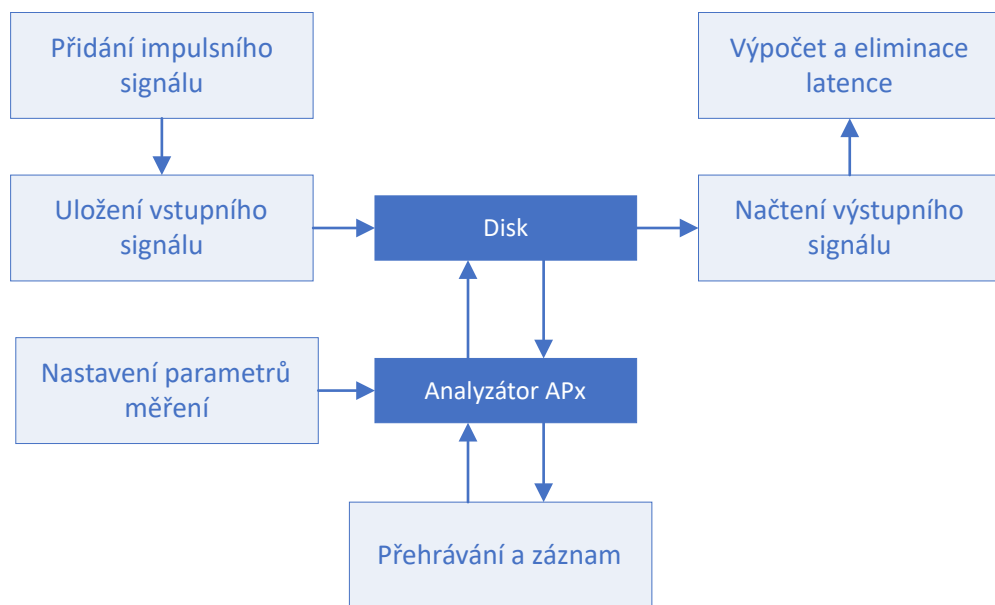 Přidání impulsního
signálu
Výpočet a eliminace
latence
Uložení vstupního
signálu
Disk
Načtení výstupního
signálu
Nastavení parametrů
měření
Analyzátor APx
Přehrávání a záznam